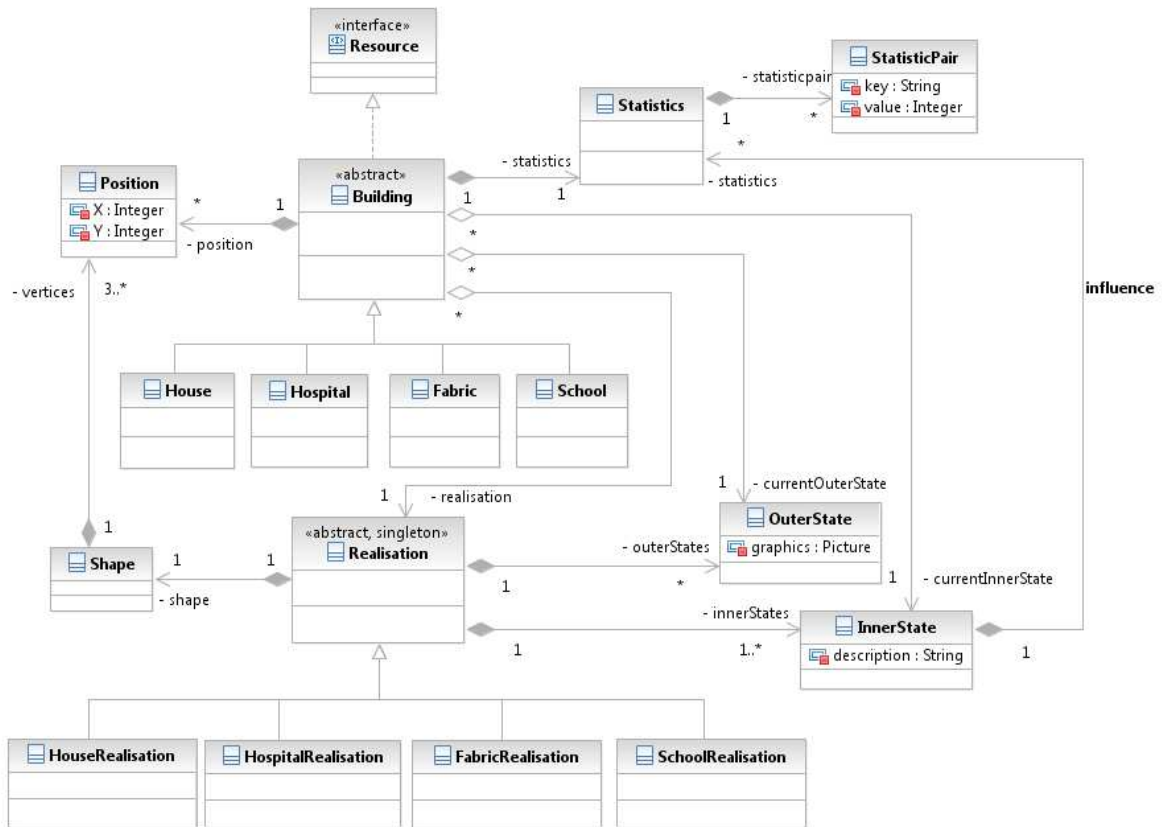 «interface»
Resource
StatisticPair
key : String
value : Integer
- statisticpair
1
*
Statistics
*
- statistics
1
1
- statistics
«abstract»
Building
Position
X : Integer
Y : Integer
*
1
- position
*
*
*
- vertices
3..*
influence
House
Hospital
Fabric
School
1
- realisation
1
- currentOuterState
«abstract, singleton»
Realisation
OuterState
graphics : Picture
- outerStates
1
*
1
Shape
1
1
- shape
1
- currentInnerState
- innerStates
1
1..*
InnerState
description : String
1
HouseRealisation
HospitalRealisation
FabricRealisation
SchoolRealisation